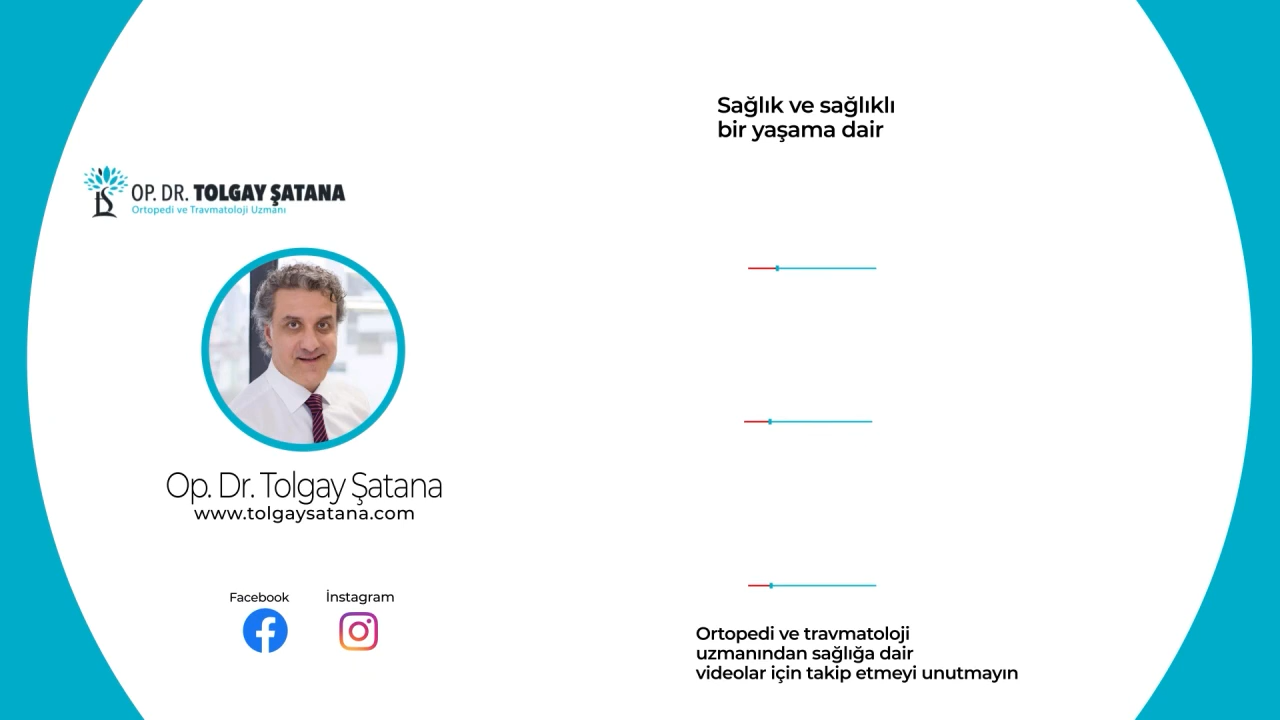 OP. DR. TOLGAY ŞATANA
Ortopedi ve Travmatoloji Uzmanı
Op. Dr. Tolgay Şatana
www.tolgaysatana.com
Facebook
İnstagram
Sağlık ve sağlıklı
bir yaşama dair
Ortopedi ve travmatoloji
uzmanından sağlığa dair
videolar için takip etmeyi unutmayın